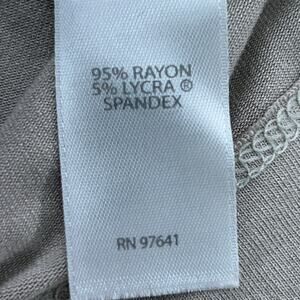 95% RAYON
5% LYCRA ®
SPANDEX
RN 97641